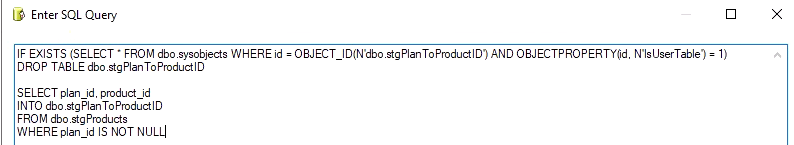 Enter SQL Query
IF EXISTS (SELECT * FROM dbo.sysobjects WHERE id = OBJECT_ID(N'dbo.stgPlanToProductID') AND OBJECTPROPERTY(id, N'IsUserTable') = 1)
DROP TABLE dbo.stgPlanToProductID
SELECT plan_id, product_id
INTO dbo.stgPlanToProductID
FROM dbo.stgProducts
WHERE plan_id IS NOT NULL